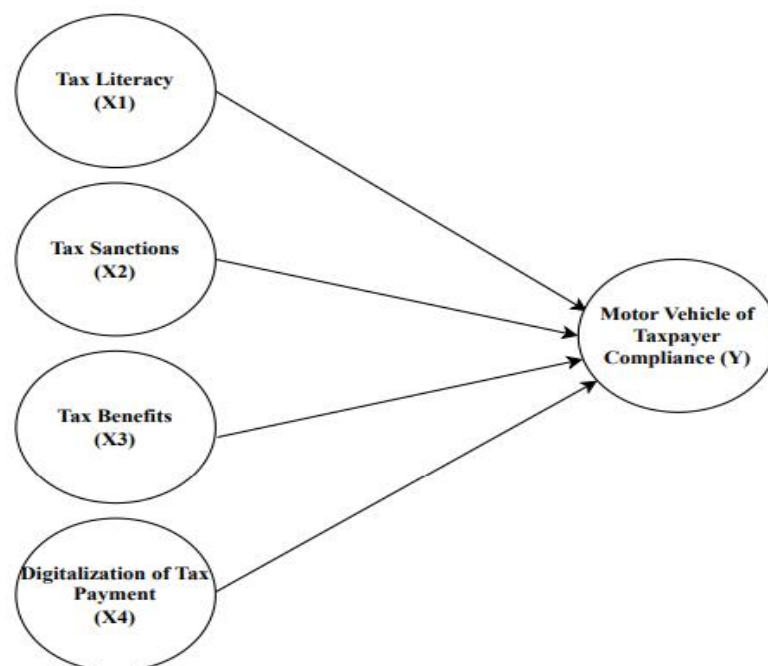 Tax Literacy
(X1)
Tax Sanctions
(X2)
Tax Benefits
(X3)
Digitalization of Tax
Payment
(X4)
Motor Vehicle of
Taxpayer
Compliance (Y)